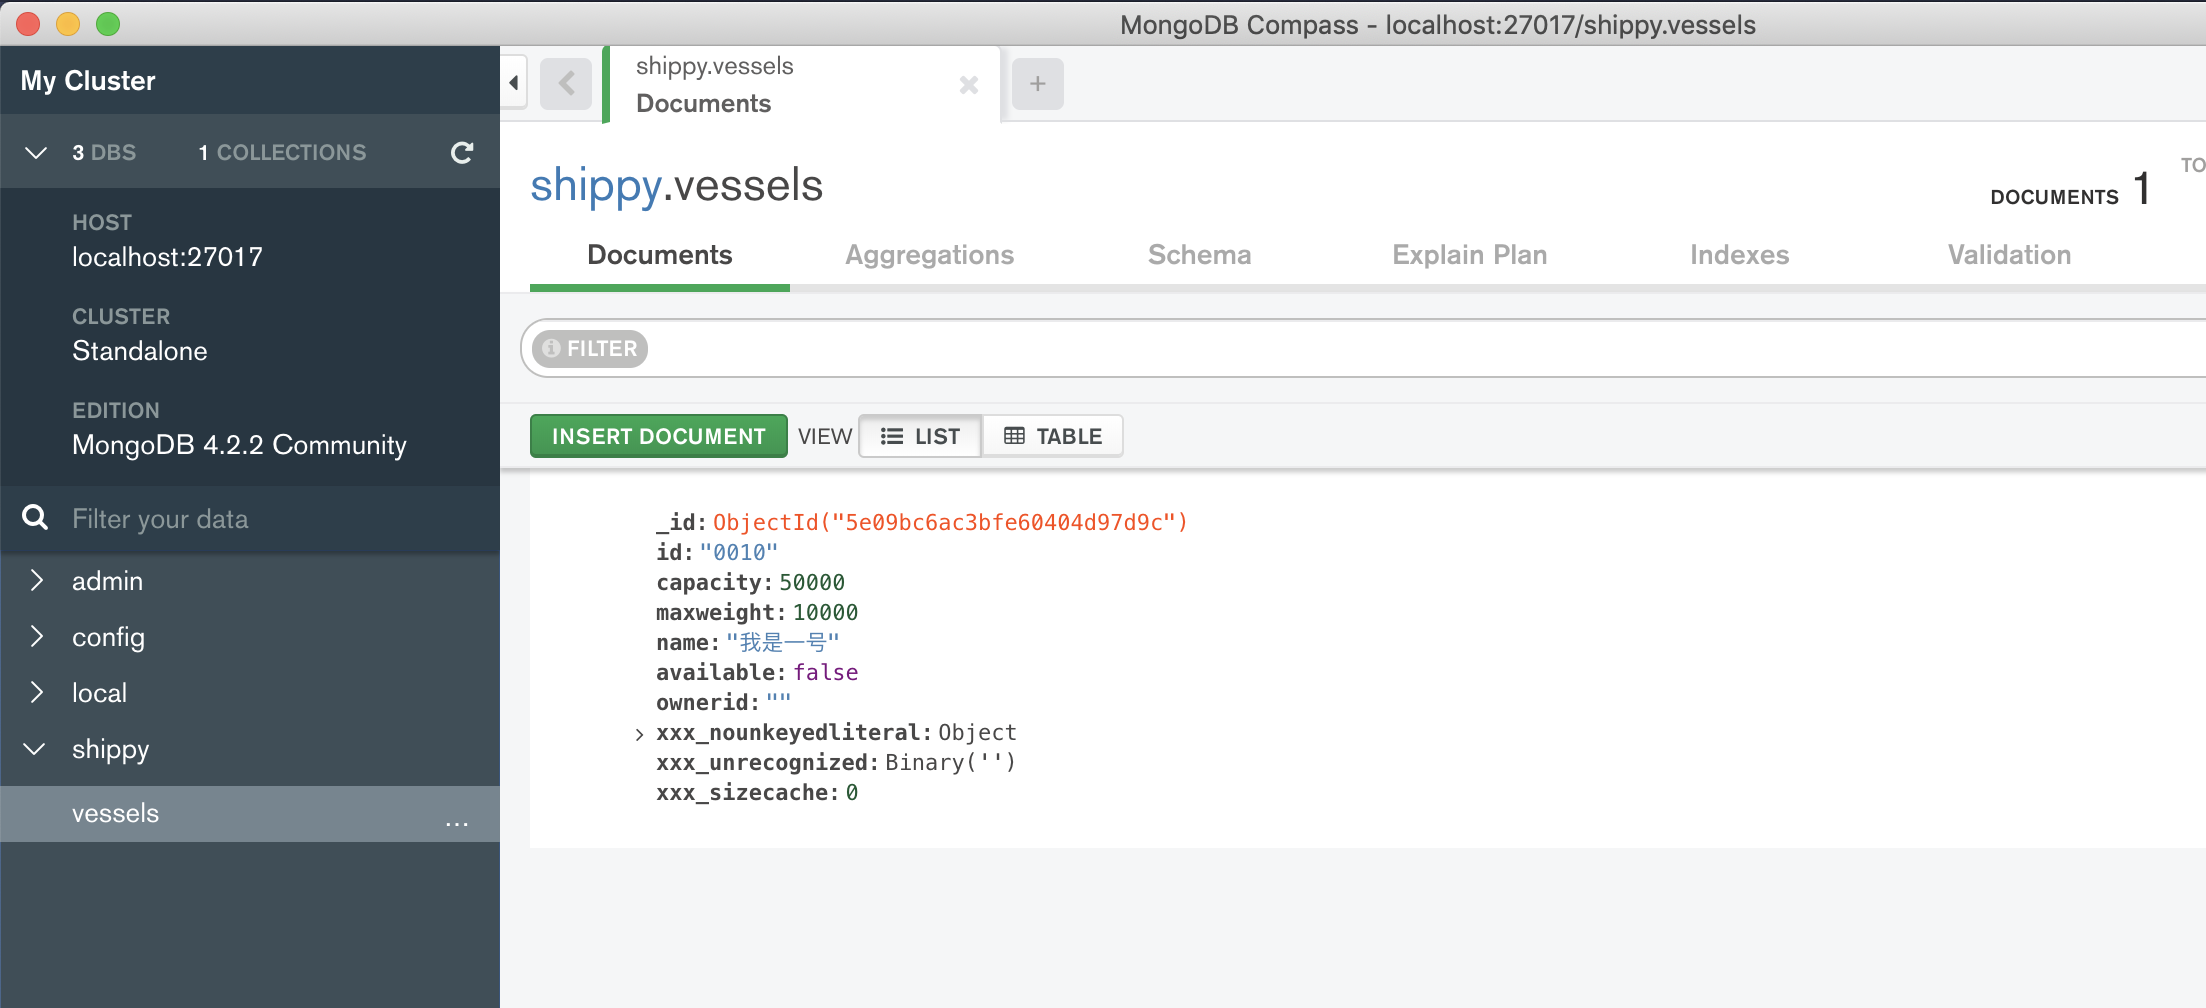 MongoDB Compass - localhost:27017/shippy.vessels
My Cluster
3 DBS 1 COLLECTIONS
HOST
localhost:27017
CLUSTER
Standalone
EDITION
MongoDB 4.2.2 Community
Filter your data
admin
config
local
shippy
vessels ...
shippy.vessels
Documents
shippy.vessels
DOCUMENTS 1
TO
Documents Aggregations Schema Explain Plan Indexes Validation
FILTER
INSERT DOCUMENT VIEW LIST TABLE
_id: ObjectId("5e09bc6ac3bfe60404d97d9c")
id: "0010"
capacity: 50000
maxweight: 10000
name: "我是一号"
available: false
ownerid: ""
xxx_nounkeyedliteral: Object
xxx_unrecognized: Binary('')
xxx_sizecache: 0